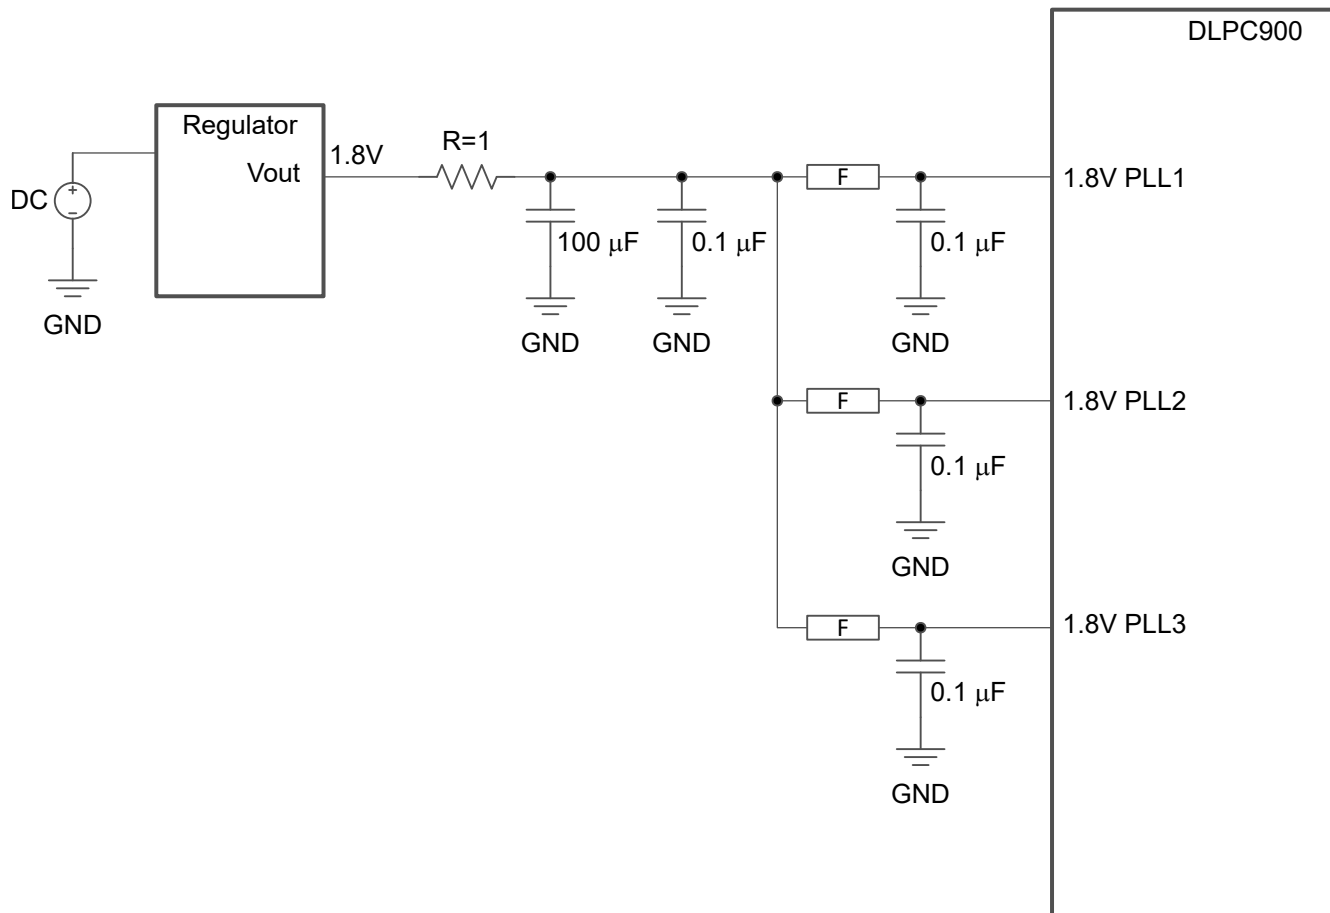 DLPC900
Regulator
Vout
1.8V
R=1
DC
+
−
GND
100 μF
0.1 μF
GND
GND
F
0.1 μF
GND
1.8V PLL1
F
0.1 μF
GND
1.8V PLL2
F
0.1 μF
GND
1.8V PLL3